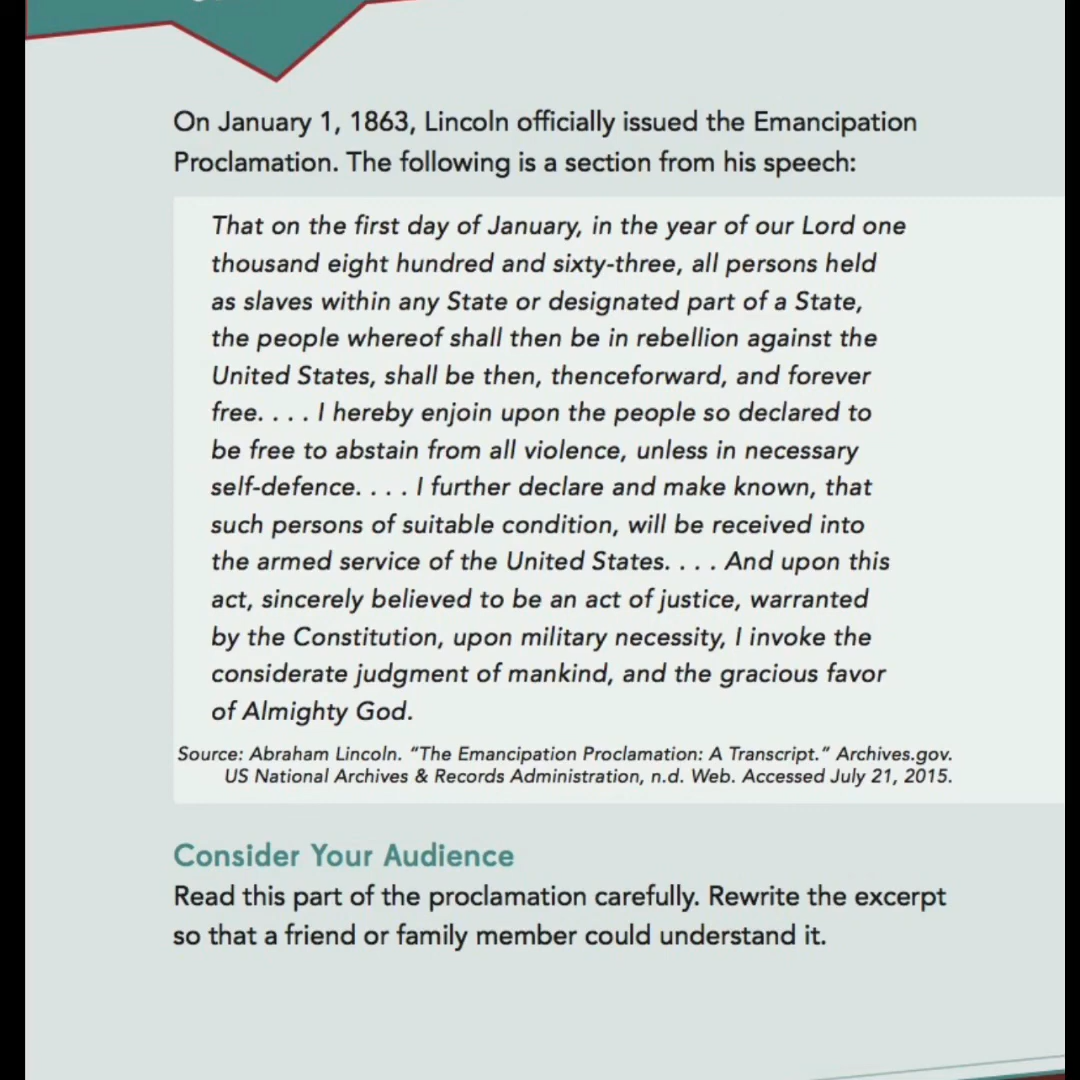 On January 1, 1863, Lincoln officially issued the Emancipation
Proclamation. The following is a section from his speech:
That on the first day of January, in the year of our Lord one
thousand eight hundred and sixty-three, all persons held
as slaves within any State or designated part of a State,
the people whereof shall then be in rebellion against the
United States, shall be then, thenceforward, and forever
free. . . . I hereby enjoin upon the people so declared to
be free to abstain from all violence, unless in necessary
self-defence. . . . I further declare and make known, that
such persons of suitable condition, will be received into
the armed service of the United States. . . . And upon this
act, sincerely believed to be an act of justice, warranted
by the Constitution, upon military necessity, I invoke the
considerate judgment of mankind, and the gracious favor
of Almighty God.
Source: Abraham Lincoln. “The Emancipation Proclamation: A Transcript.” Archives.gov.
US National Archives & Records Administration, n.d. Web. Accessed July 21, 2015.
Consider Your Audience
Read this part of the proclamation carefully. Rewrite the excerpt
so that a friend or family member could understand it.